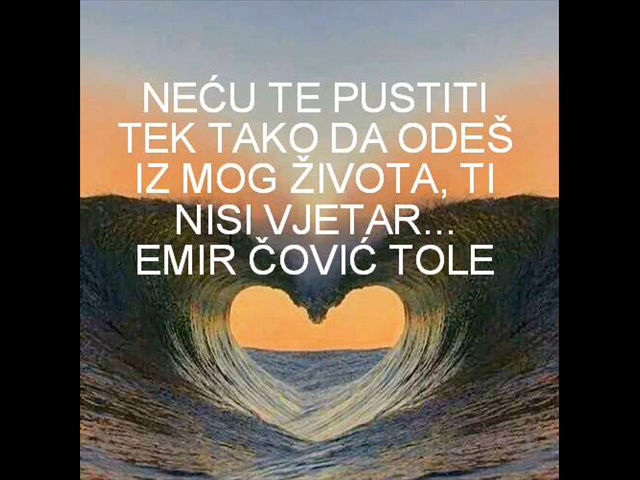 NEĆU TE PUSTITI
TEK TAKO DA ODEŠ
IZ MOG ŽIVOTA, TI
NISI VJETAR...
EMIR ČOVIĆ TOLE